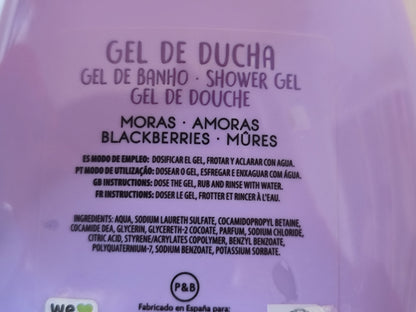 GEL DE DUCHA
GEL DE BANHO · SHOWER GEL
GEL DE DOUCHE
MORAS · AMORAS
BLACKBERRIES · MÛRES
ES MODO DE EMPLEO: DOSIFICAR EL GEL, FROTAR Y ACLARAR CON AGUA.
PT MODO DE UTILIZAÇÃO: DOSEAR O GEL, ESFREGAR E ENXAGUAR COM ÁGUA.
GB INSTRUCTIONS: DOSE THE GEL, RUB AND RINSE WITH WATER.
FR INSTRUCTIONS: DOSER LE GEL, FROTTER ET RINCER À L'EAU.
INGREDIENTS: AQUA, SODIUM LAURETH SULFATE, COCAMIDOPROPYL BETAINE,
COCAMIDE DEA, GLYCERIN, GLYCERETH-2 COCOATE, PARFUM, SODIUM CHLORIDE,
CITRIC ACID, STYRENE/ACRYLATES COPOLYMER, BENZYL BENZOATE,
POLYQUATERNIUM-7, SODIUM BENZOATE, POTASSIUM SORBATE.
we
P&B
Fabricado en España para: